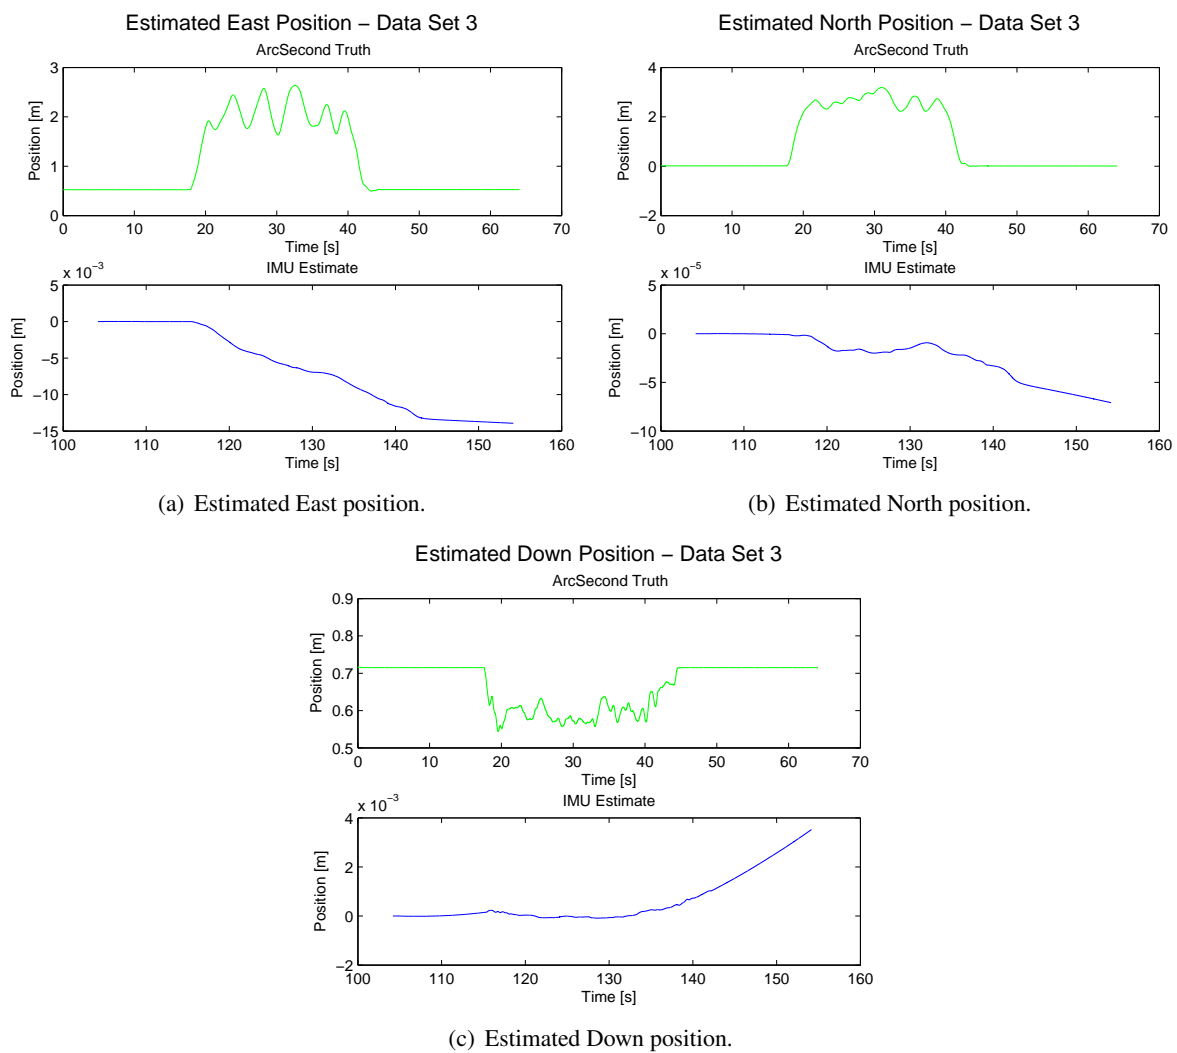 Estimated East Position − Data Set 3
ArcSecond Truth
3
2
1
0
Position [m]
0 10 20 30 40 50 60 70
Time [s]
x 10−3
IMU Estimate
5
0
−5
−10
−15
Position [m]
100 110 120 130 140 150 160
Time [s]
(a) Estimated East position.
Estimated North Position − Data Set 3
ArcSecond Truth
4
2
0
−2
Position [m]
0 10 20 30 40 50 60 70
Time [s]
x 10−5
IMU Estimate
5
0
−5
−10
Position [m]
100 110 120 130 140 150 160
Time [s]
(b) Estimated North position.
Estimated Down Position − Data Set 3
ArcSecond Truth
0.9
0.8
0.7
0.6
0.5
Position [m]
0 10 20 30 40 50 60 70
Time [s]
x 10−3
IMU Estimate
4
2
0
−2
Position [m]
100 110 120 130 140 150 160
Time [s]
(c) Estimated Down position.